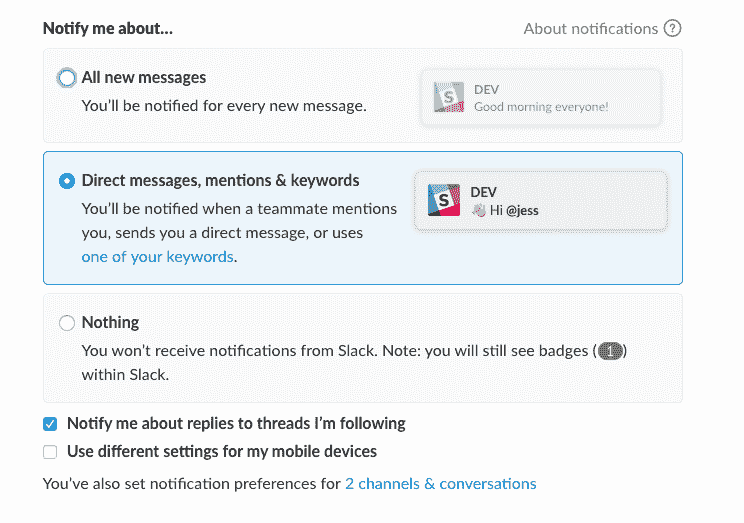 Notify me about...
About notifications ?
All new messages
You'll be notified for every new message.
DEV
Good morning everyone!
Direct messages, mentions & keywords
You'll be notified when a teammate mentions
you, sends you a direct message, or uses
one of your keywords.
DEV
Hi @jess
Nothing
You won't receive notifications from Slack. Note: you will still see badges (1)
within Slack.
Notify me about replies to threads I'm following
Use different settings for my mobile devices
You've also set notification preferences for 2 channels & conversations